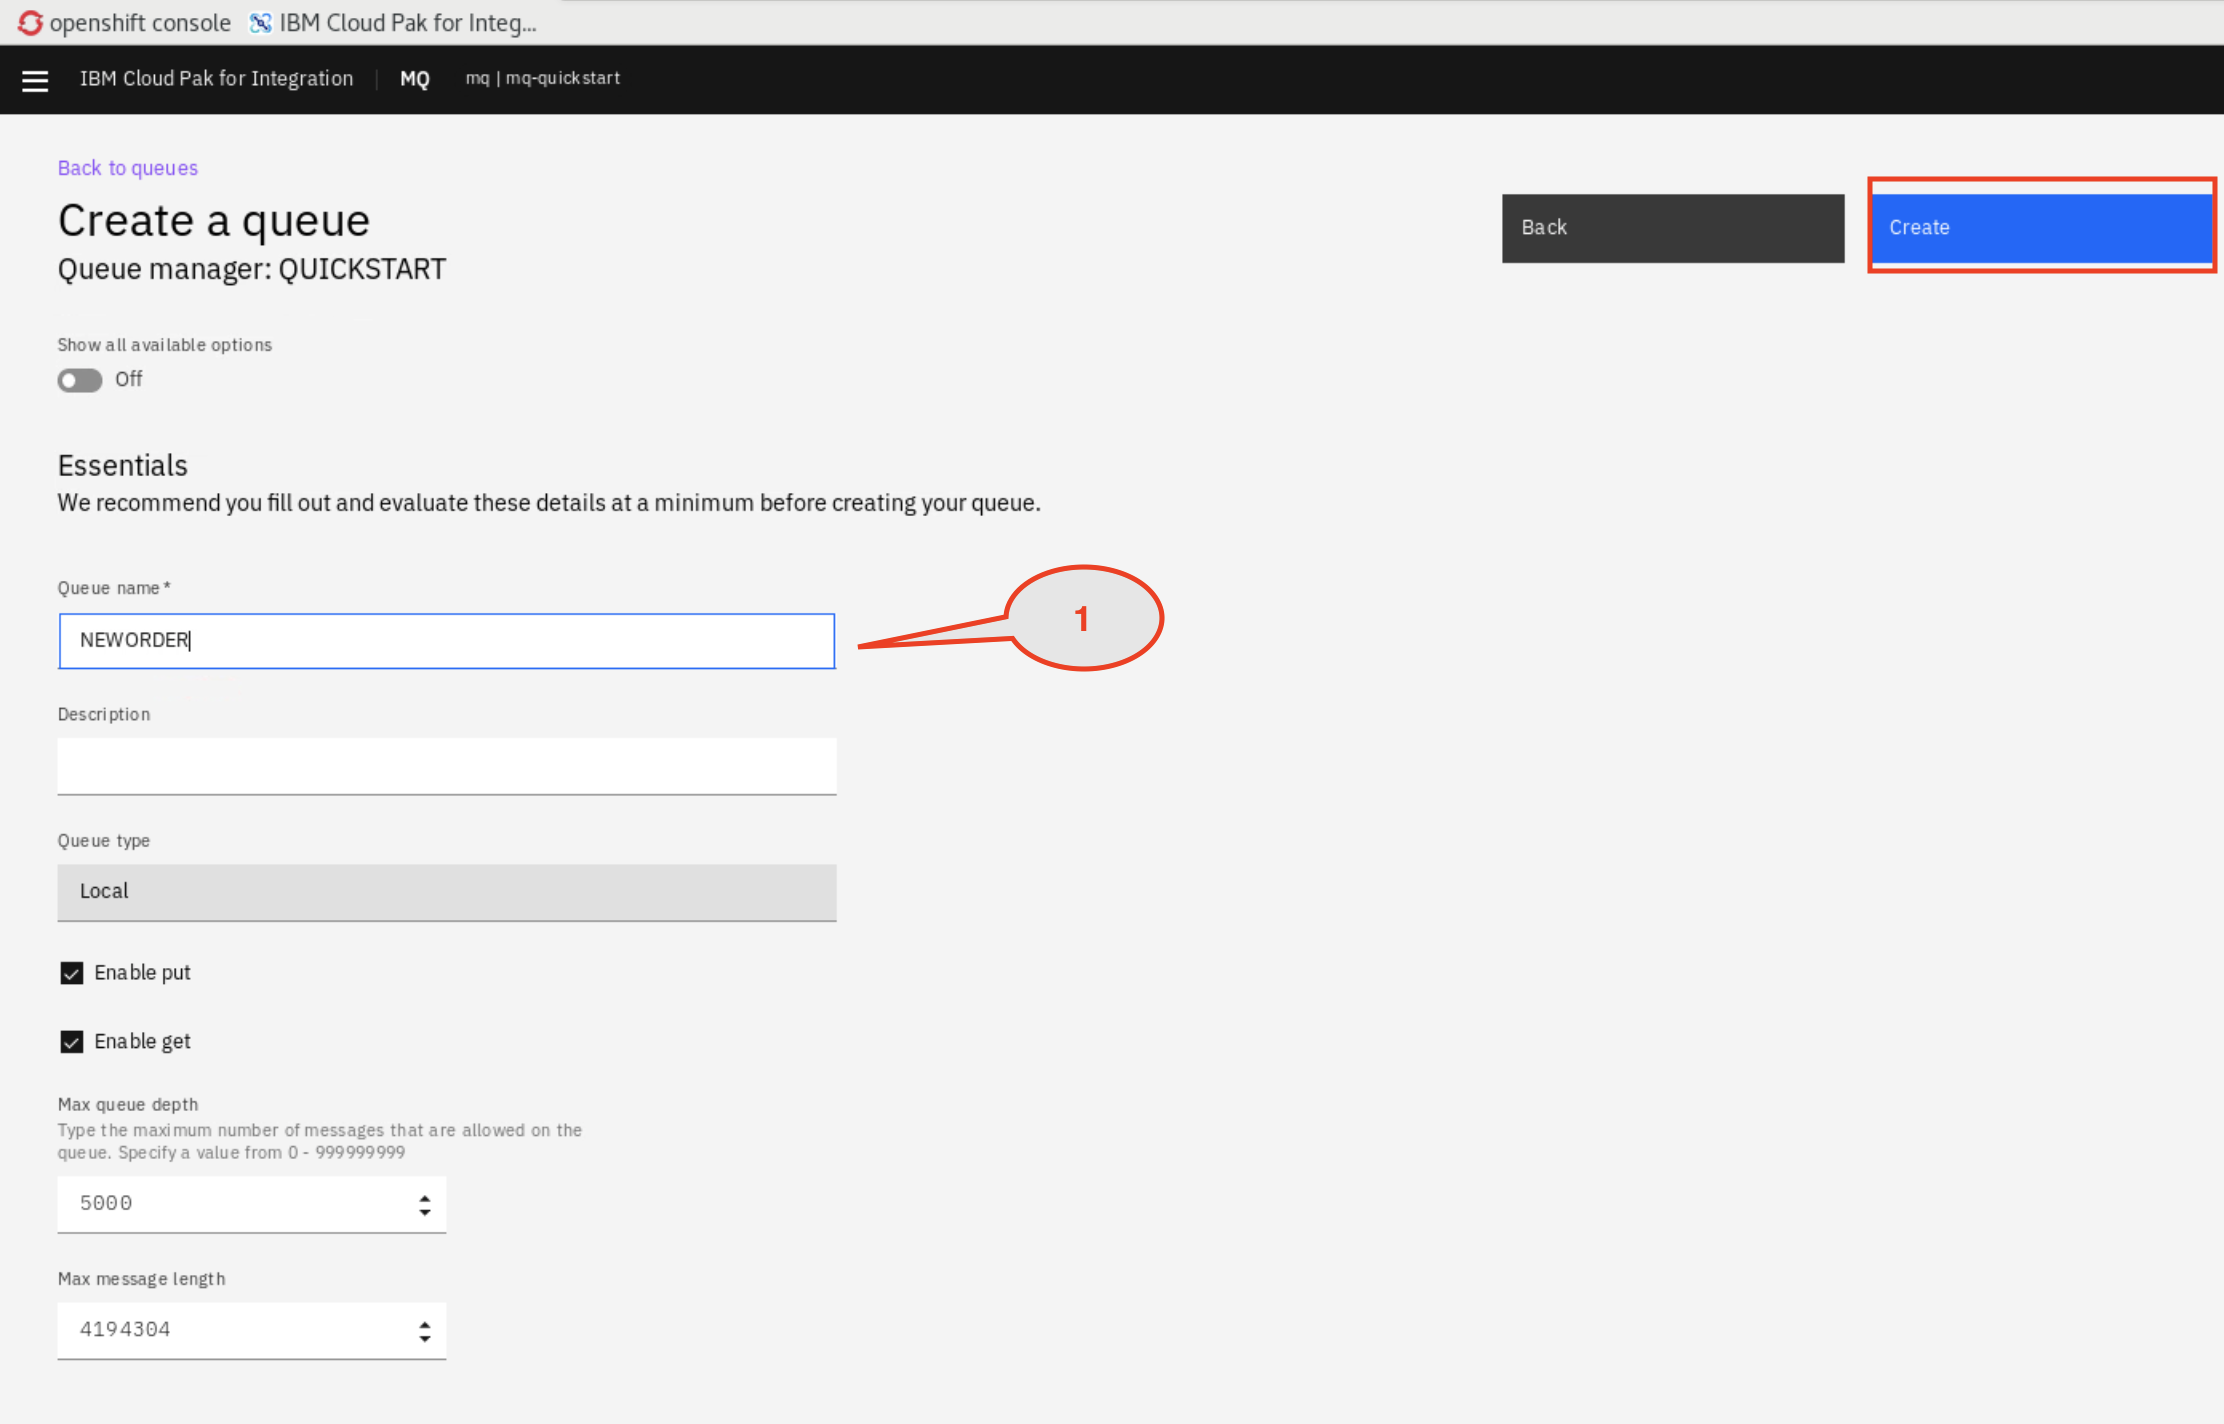 openshift console IBM Cloud Pak for Integ...
IBM Cloud Pak for Integration | MQ mq | mq-quickstart
Back to queues
Create a queue
Back
Create
Queue manager: QUICKSTART
Show all available options
Off
Essentials
We recommend you fill out and evaluate these details at a minimum before creating your queue.
Queue name *
NEWORDER
1
Description
Queue type
Local
Enable put
Enable get
Max queue depth
Type the maximum number of messages that are allowed on the
queue. Specify a value from 0 - 999999999
5000
Max message length
4194304